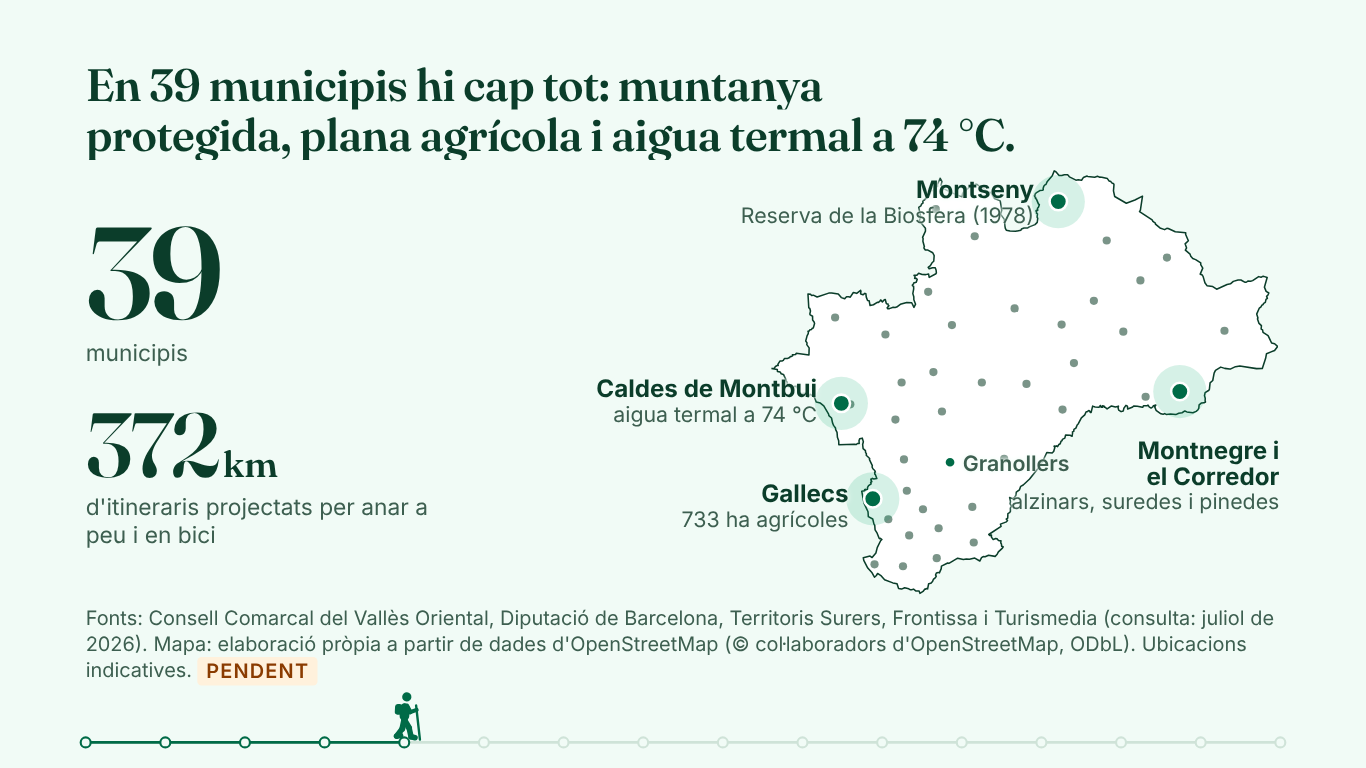 En 39 municipis hi cap tot: muntanya
protegida, plana agrícola i aigua termal a 74 °C.
39
municipis
372 km
d'itineraris projectats per anar a
peu i en bici
Montseny
Reserva de la Biosfera (1978)
Caldes de Montbui
aigua termal a 74 °C
Gallecs
733 ha agrícoles
Granollers
Montnegre i
el Corredor
alzinars, suredes i pinedes
Fonts: Consell Comarcal del Vallès Oriental, Diputació de Barcelona, Territoris Surers, Frontissa i Turismedia (consulta: juliol de
2026). Mapa: elaboració pròpia a partir de dades d'OpenStreetMap (© col·laboradors d'OpenStreetMap, ODbL). Ubicacions
indicatives. PENDENT